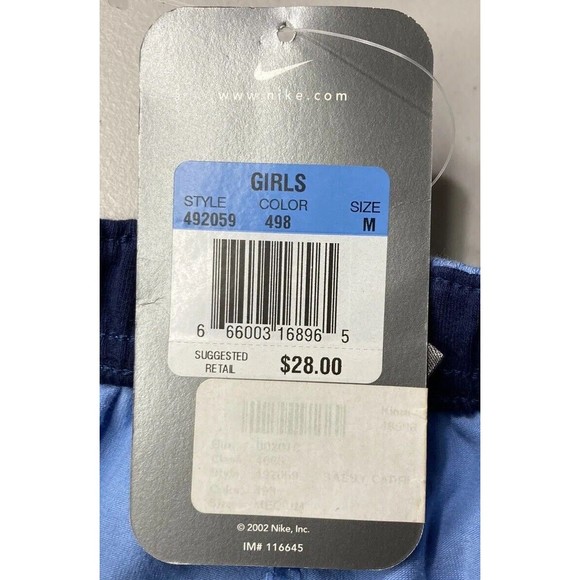 www.nike.com
GIRLS
STYLE COLOR SIZE
492059 498 M
6 66003 16896 5
SUGGESTED
RETAIL $28.00
© 2002 Nike, Inc.
IM# 116645